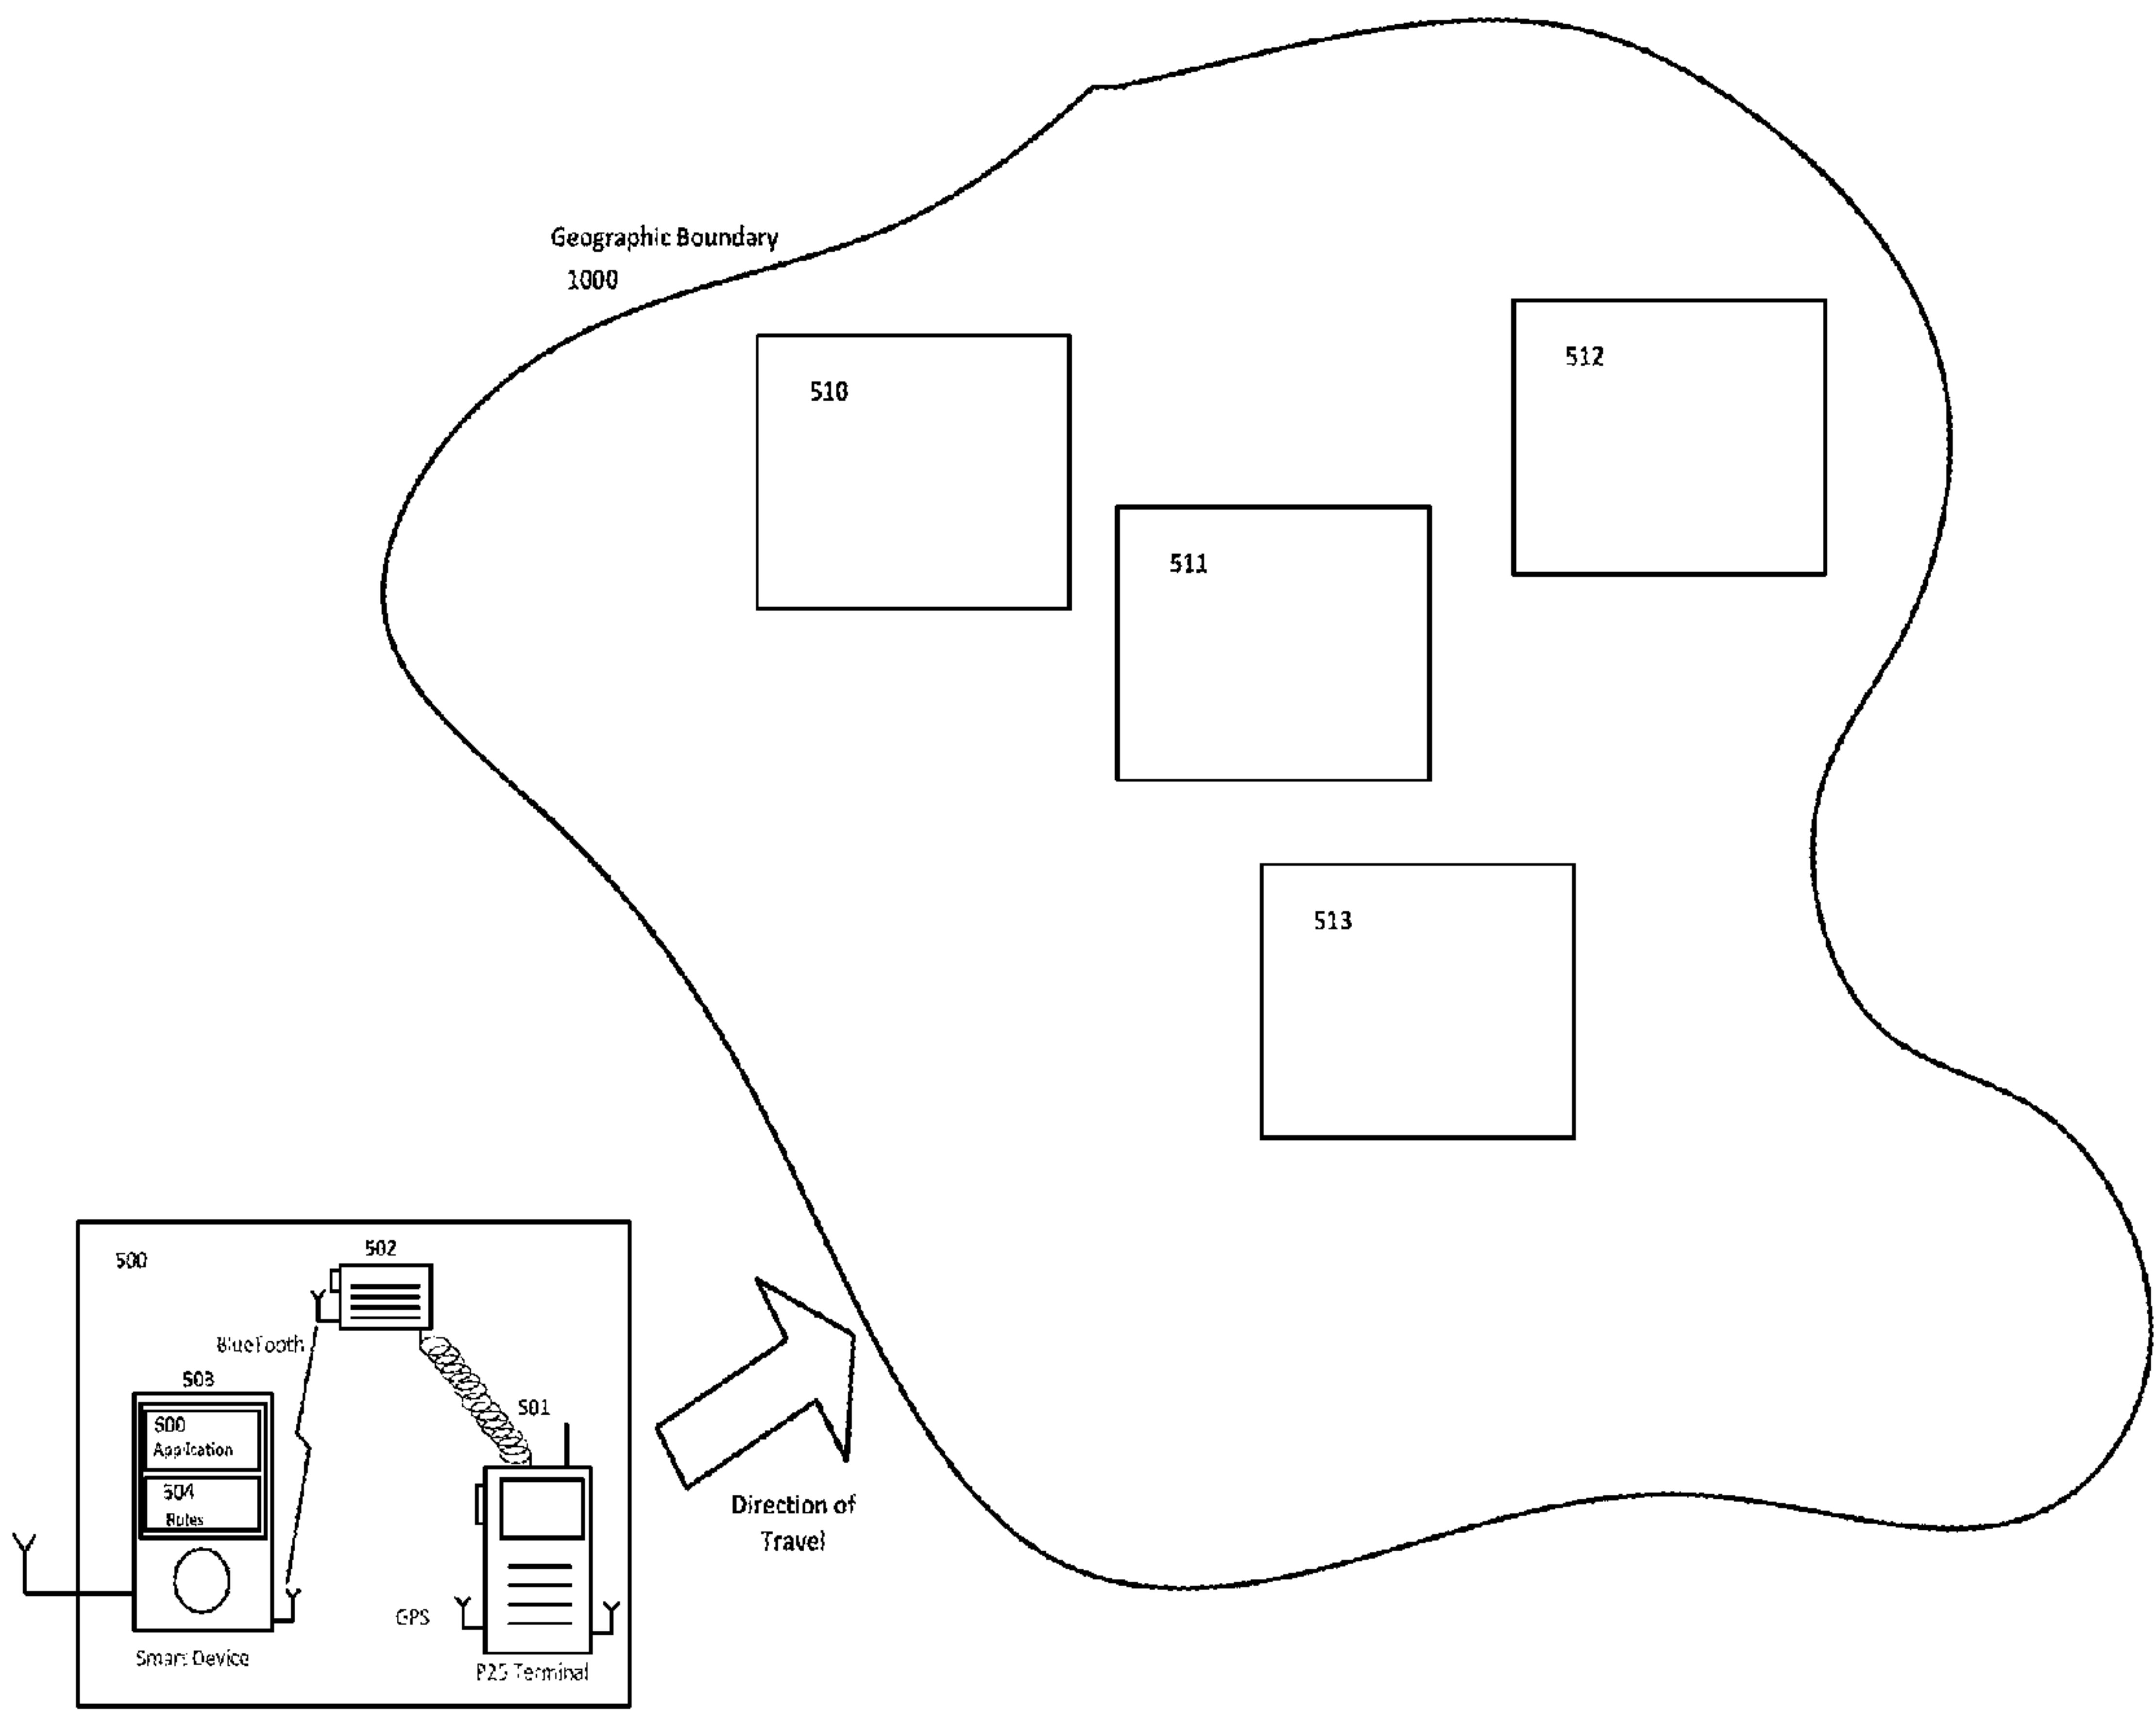 Geographic Boundary
1000
512
510
511
513
500
502
BlueTooth
503
501
500
Application
504
Rules
Direction of
Travel
GPS
Smart Device
P25 Terminal